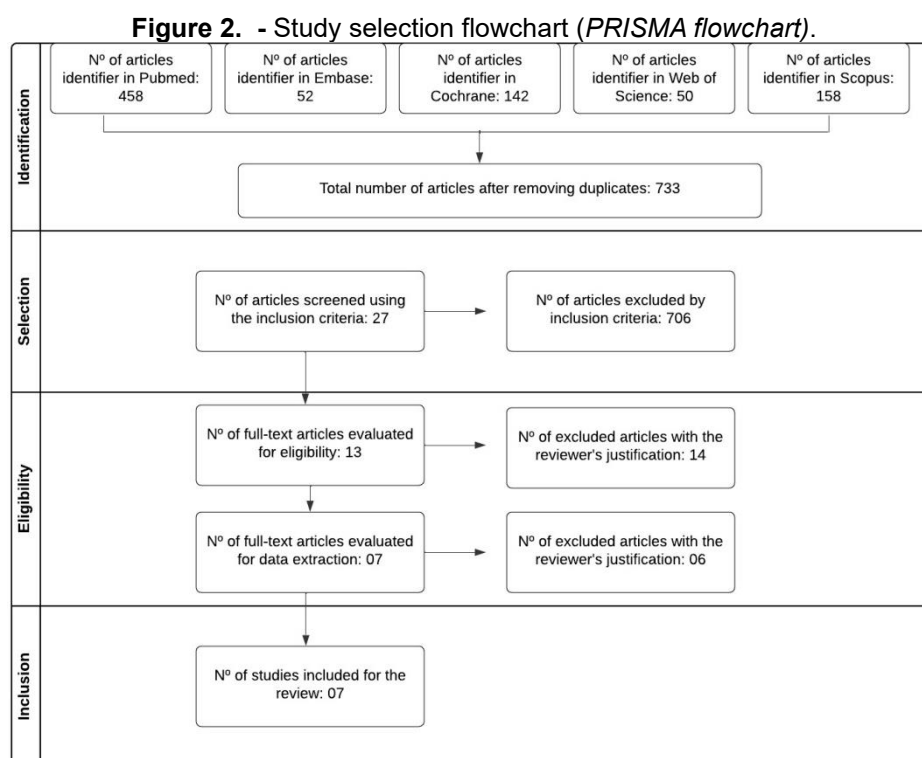 Figure 2. - Study selection flowchart (PRISMA flowchart).
Nº of articles
identifier in Pubmed:
458
Nº of articles
identifier in Embase:
52
Nº of articles
identifier in
Cochrane: 142
Nº of articles
identifier in Web of
Science: 50
Nº of articles
identifier in Scopus:
158
Identification
Total number of articles after removing duplicates: 733
Selection
Nº of articles screened using
the inclusion criteria: 27
Nº of articles excluded by
inclusion criteria: 706
Eligibility
Nº of full-text articles evaluated
for eligibility: 13
Nº of excluded articles with the
reviewer's justification: 14
Nº of full-text articles evaluated
for data extraction: 07
Nº of excluded articles with the
reviewer's justification: 06
Inclusion
Nº of studies included for the
review: 07